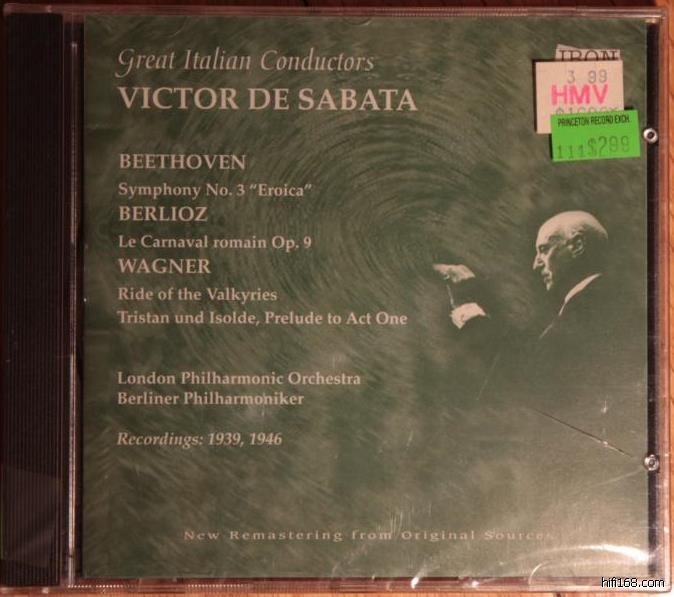 Great Italian Conductors
VICTOR DE SABATA
3 99
HMV
PRINCETON RECORD EXCH.
111$299
BEETHOVEN
Symphony No. 3 "Eroica"
BERLIOZ
Le Carnaval romain Op. 9
WAGNER
Ride of the Valkyries
Tristan und Isolde, Prelude to Act One
London Philharmonic Orchestra
Berliner Philharmoniker
Recordings: 1939, 1946
New Remastering from Original Sources
hifi168.com